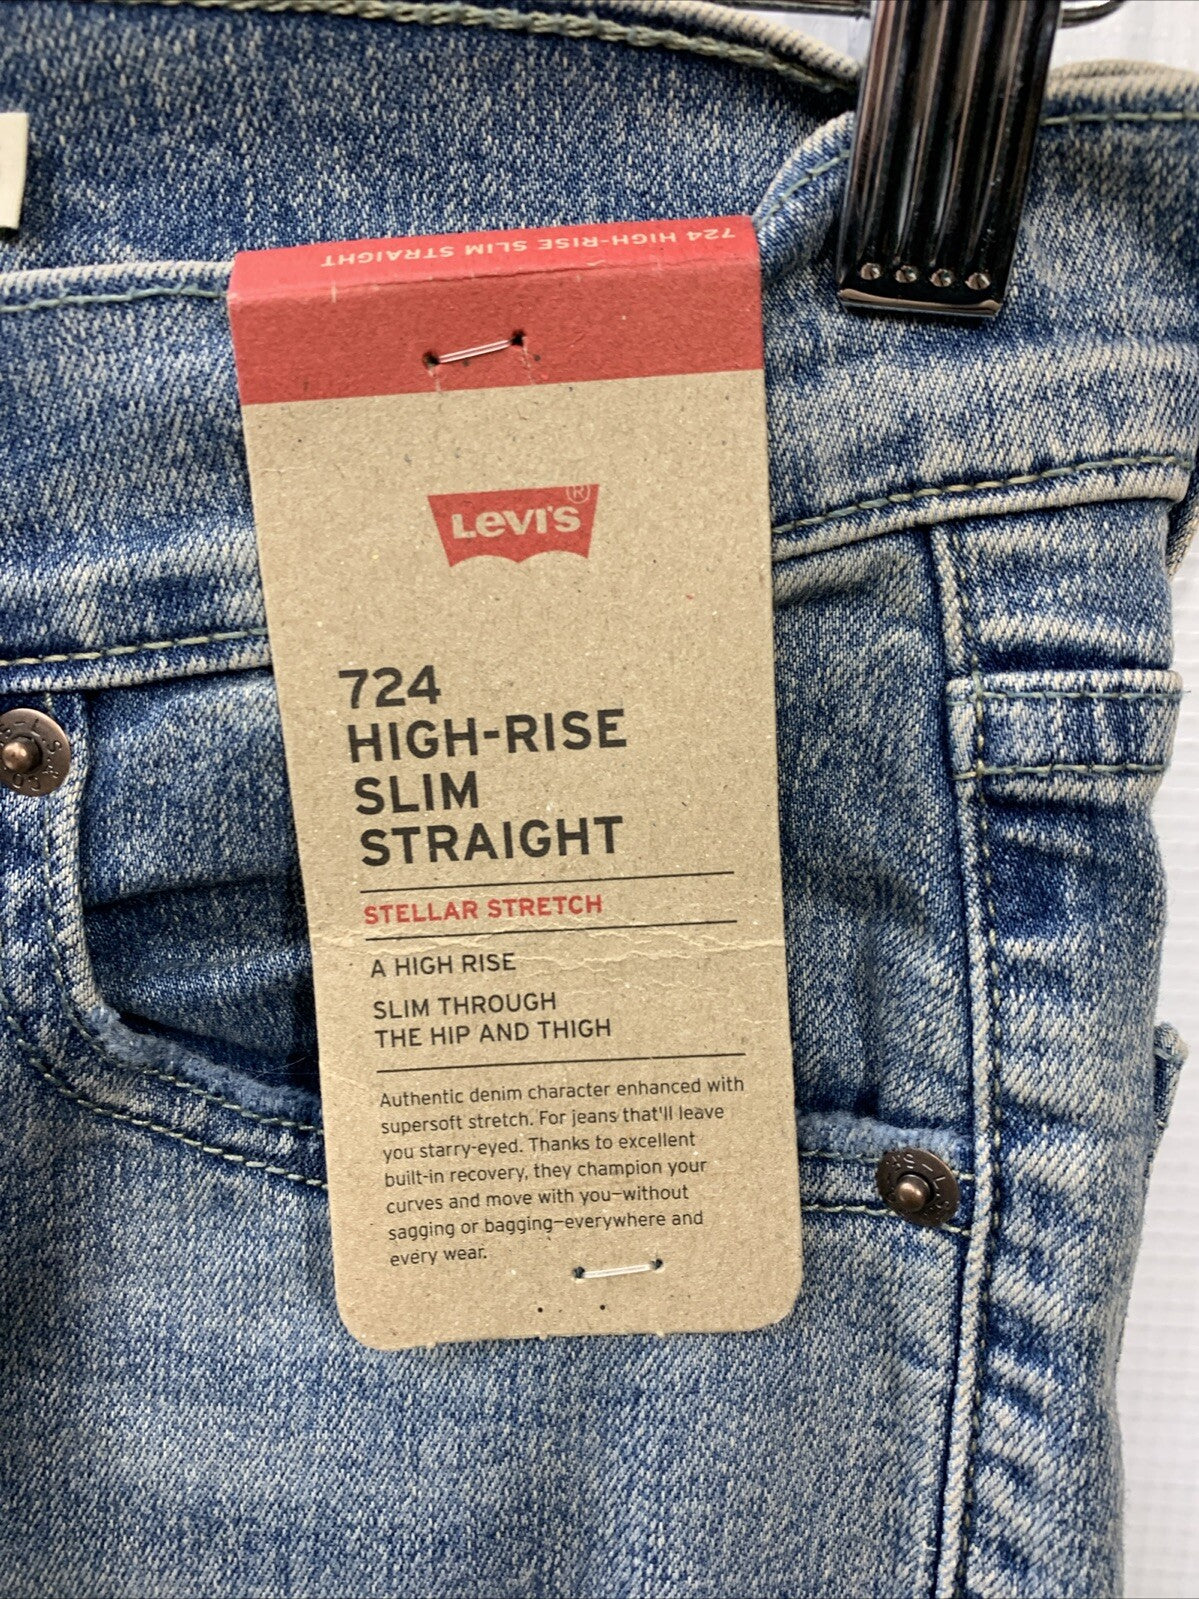 724 HIGH-RISE SLIM STRAIGHT
LEVI'S®
724
HIGH-RISE
SLIM
STRAIGHT
STELLAR STRETCH
A HIGH RISE
SLIM THROUGH
THE HIP AND THIGH
Authentic denim character enhanced with
supersoft stretch. For jeans that'll leave
you starry-eyed. Thanks to excellent
built-in recovery, they champion your
curves and move with you—without
sagging or bagging—everywhere and
every wear.